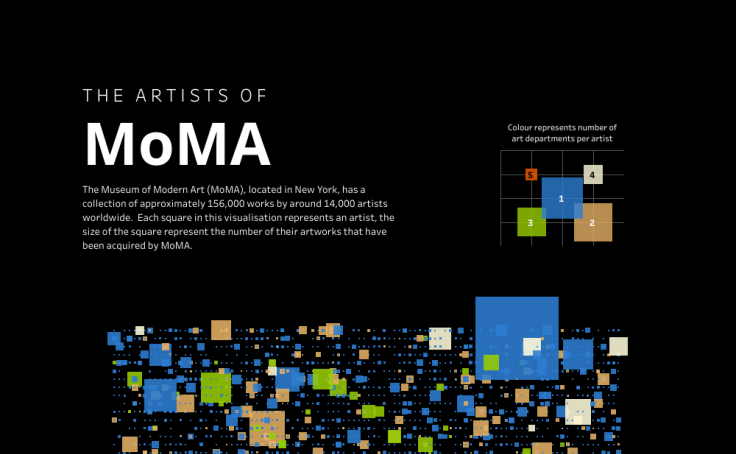 THE ARTISTS OF
MoMA
The Museum of Modern Art (MoMA), located in New York, has a
collection of approximately 156,000 works by around 14,000 artists
worldwide.  Each square in this visualisation represents an artist, the
size of the square represent the number of their artworks that have
been acquired by MoMA.
Colour represents number of
art departments per artist
5
4
1
3
2